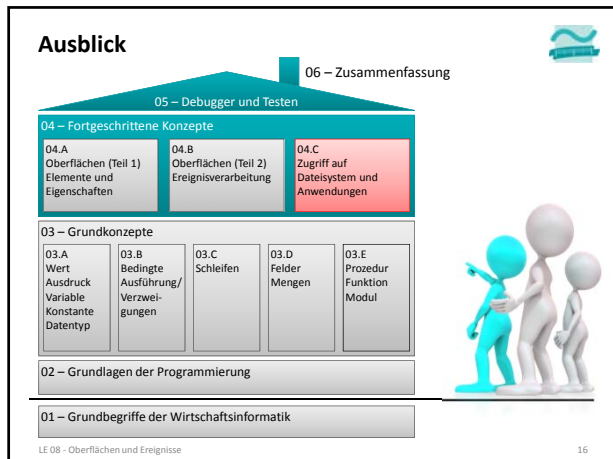 Ausblick
06 – Zusammenfassung
05 – Debugger und Testen
04 – Fortgeschrittene Konzepte
04.A
Oberflächen (Teil 1)
Elemente und
Eigenschaften
04.B
Oberflächen (Teil 2)
Ereignisverarbeitung
04.C
Zugriff auf
Dateisystem und
Anwendungen
03 – Grundkonzepte
03.A
Wert
Ausdruck
Variable
Konstante
Datentyp
03.B
Bedingte
Ausführung/
Verzwei-
gungen
03.C
Schleifen
03.D
Felder
Mengen
03.E
Prozedur
Funktion
Modul
02 – Grundlagen der Programmierung
01 – Grundbegriffe der Wirtschaftsinformatik
LE 08 - Oberflächen und Ereignisse
16